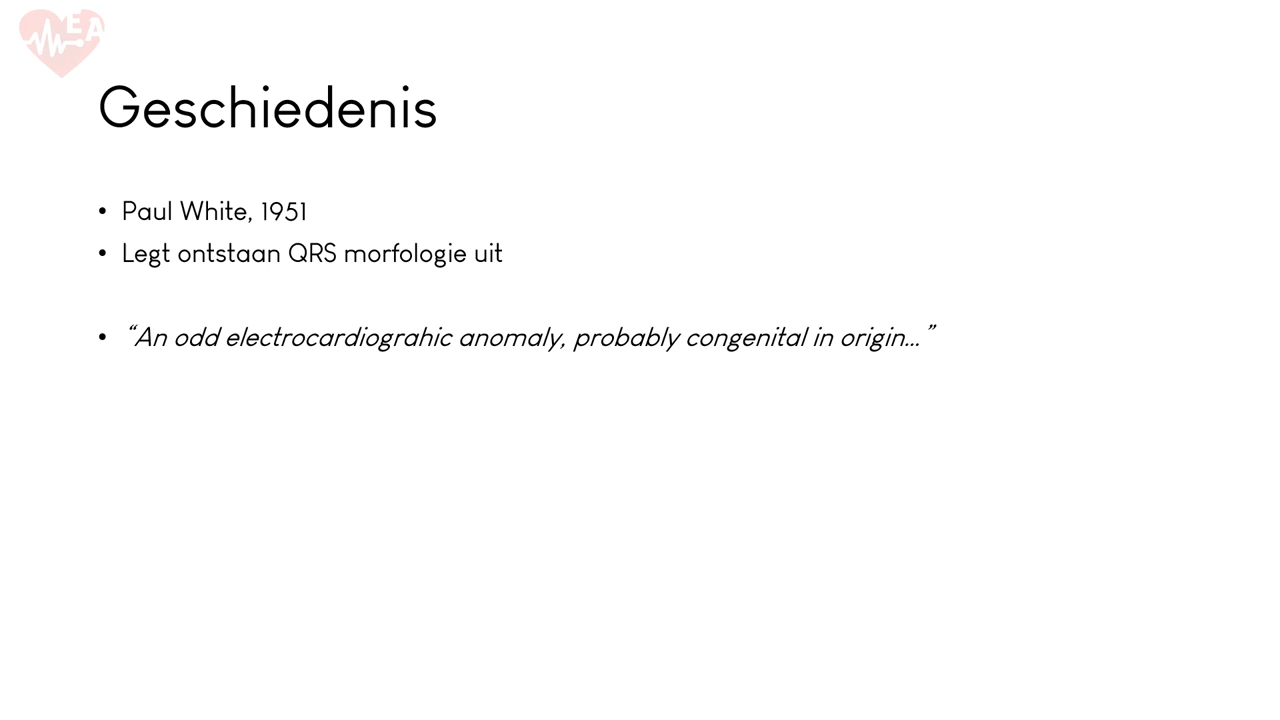 EA
Geschiedenis
• Paul White, 1951
• Legt ontstaan QRS morfologie uit
• “An odd electrocardiograhic anomaly, probably congenital in origin…”